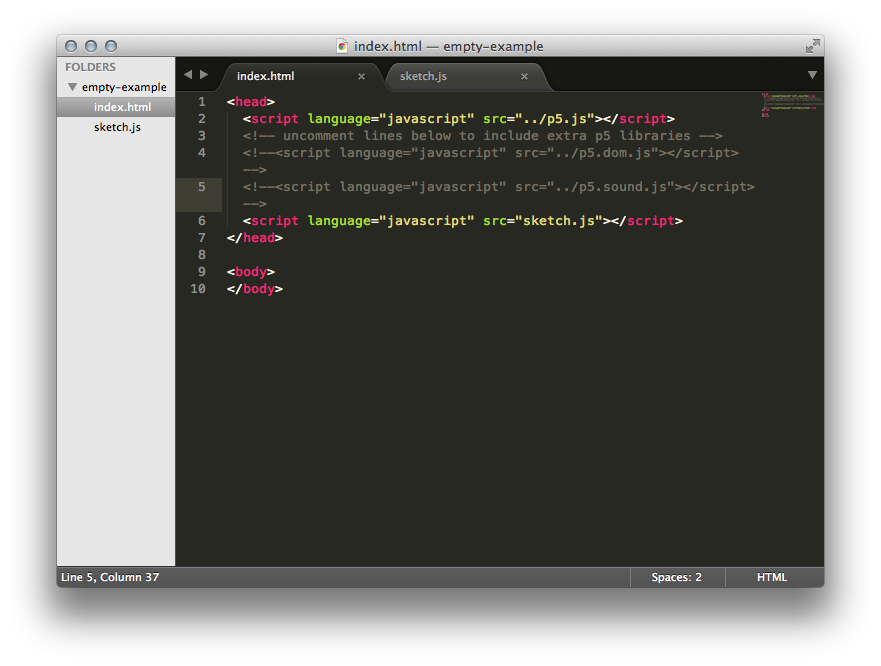 index.html — empty-example
FOLDERS
empty-example
index.html
sketch.js
index.html × sketch.js ×
1 <head>
2 <script language="javascript" src="../p5.js"></script>
3 <!-- uncomment lines below to include extra p5 libraries -->
4 <!--<script language="javascript" src="../p5.dom.js"></script>
-->
5 <!--<script language="javascript" src="../p5.sound.js"></script>
-->
6 <script language="javascript" src="sketch.js"></script>
7 </head>
8
9 <body>
10 </body>
Line 5, Column 37 Spaces: 2 HTML